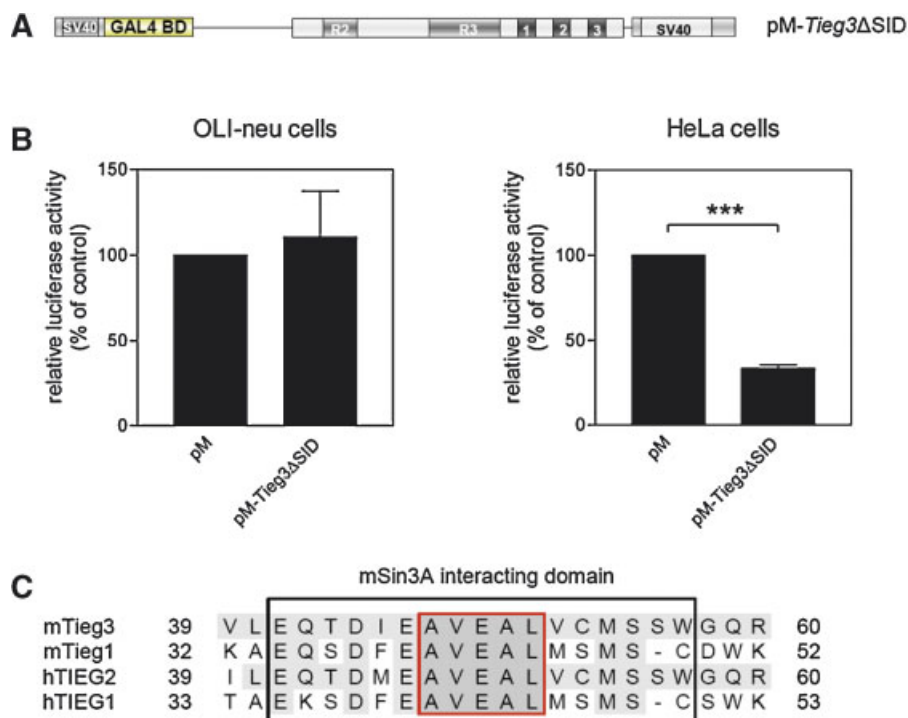 A
SV40 GAL4 BD R2 R3 1 2 3 SV40 pM-Tieg3ΔSID
B
OLI-neu cells
relative luciferase activity
(% of control)
150
100
50
0
pM
pM-Tieg3ΔSID
HeLa cells
relative luciferase activity
(% of control)
150
100
50
0
***
pM
pM-Tieg3ΔSID
C
mSin3A interacting domain
mTieg3 39 V L E Q T D I E A V E A L V C M S S W G Q R 60
mTieg1 32 K A E Q S D F E A V E A L M S M S - C D W K 52
hTIEG2 39 I L E Q T D M E A V E A L V C M S S W G Q R 60
hTIEG1 33 T A E K S D F E A V E A L M S M S - C S W K 53